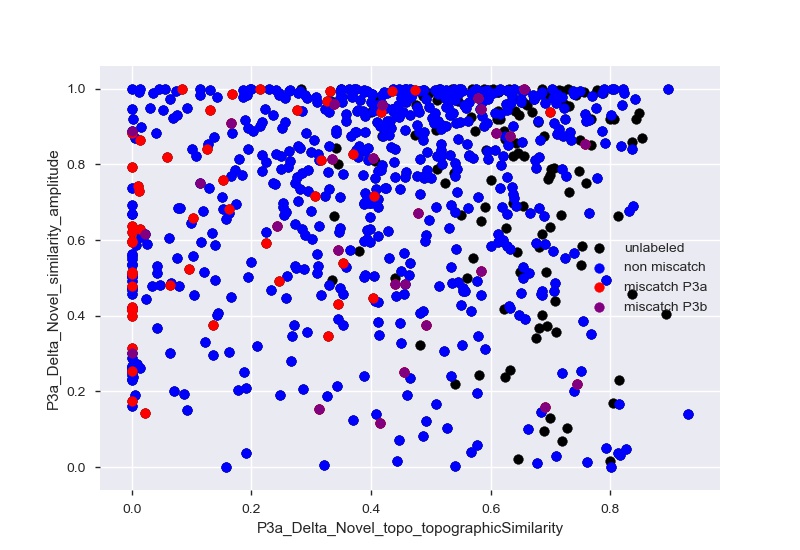 1.0
0.8
0.6
0.4
0.2
0.0
P3a_Delta_Novel_similarity_amplitude
unlabeled
non miscatch
miscatch P3a
miscatch P3b
0.0 0.2 0.4 0.6 0.8
P3a_Delta_Novel_topo_topographicSimilarity